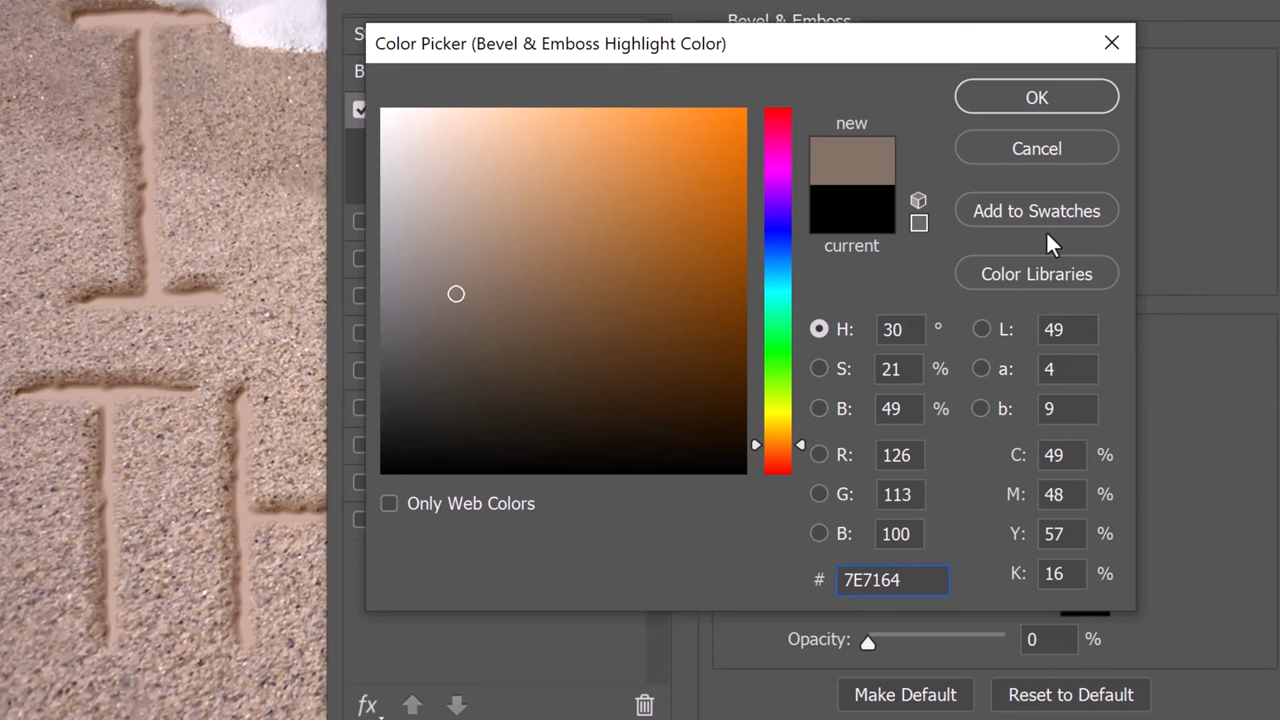 Bevel & Emboss
Color Picker (Bevel & Emboss Highlight Color)
new
current
OK
Cancel
Add to Swatches
Color Libraries
H: 30 °
S: 21 %
B: 49 %
R: 126
G: 113
B: 100
# 7E7164
L: 49
a: 4
b: 9
C: 49 %
M: 48 %
Y: 57 %
K: 16 %
Only Web Colors
Opacity: 0 %
fx
Make Default
Reset to Default
I
TH